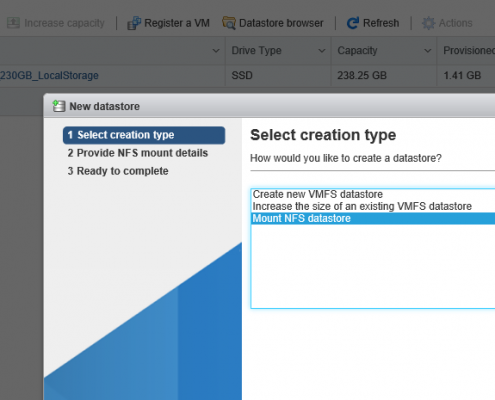 Increase capacity Register a VM Datastore browser Refresh Actions
Drive Type Capacity Provisioned
230GB_LocalStorage SSD 238.25 GB 1.41 GB
New datastore
1 Select creation type
2 Provide NFS mount details
3 Ready to complete
Select creation type
How would you like to create a datastore?
Create new VMFS datastore
Increase the size of an existing VMFS datastore
Mount NFS datastore